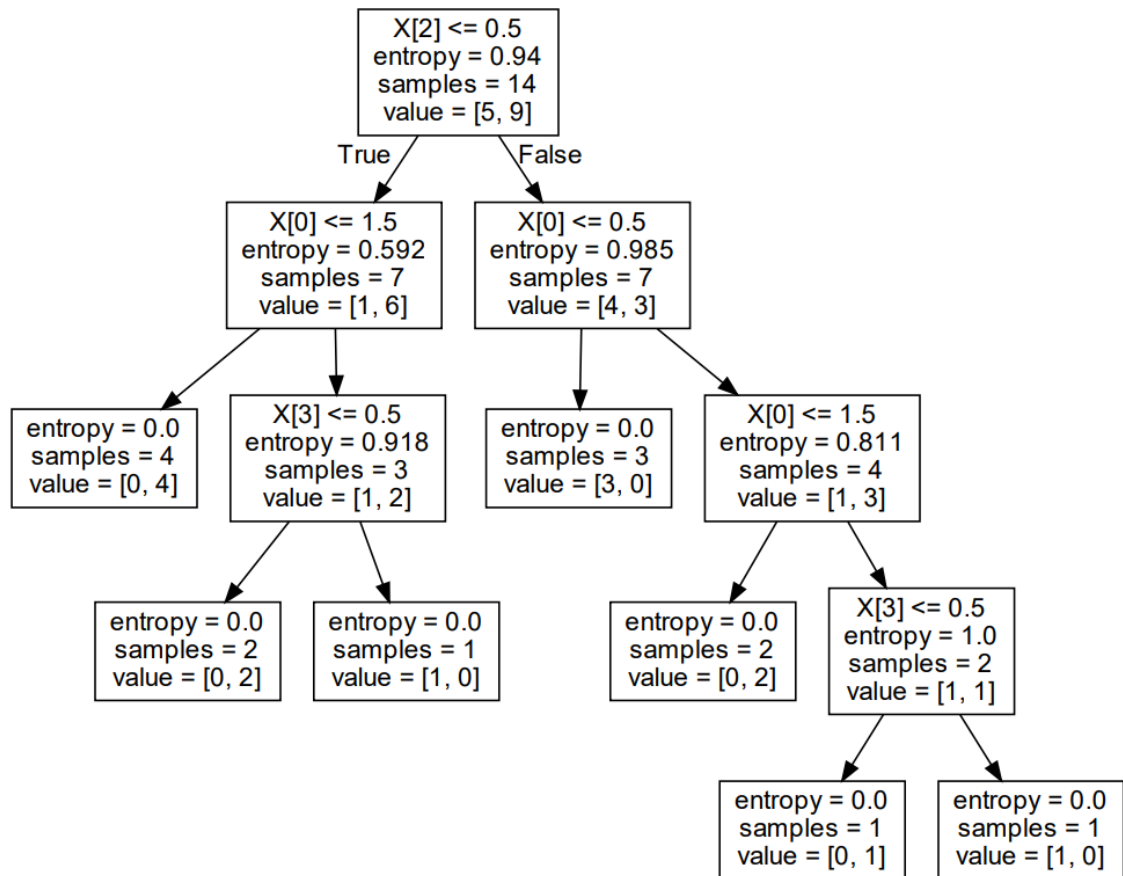 X[2] <= 0.5
entropy = 0.94
samples = 14
value = [5, 9]
True
False
X[0] <= 1.5
entropy = 0.592
samples = 7
value = [1, 6]
X[0] <= 0.5
entropy = 0.985
samples = 7
value = [4, 3]
entropy = 0.0
samples = 4
value = [0, 4]
X[3] <= 0.5
entropy = 0.918
samples = 3
value = [1, 2]
entropy = 0.0
samples = 3
value = [3, 0]
X[0] <= 1.5
entropy = 0.811
samples = 4
value = [1, 3]
entropy = 0.0
samples = 2
value = [0, 2]
entropy = 0.0
samples = 1
value = [1, 0]
entropy = 0.0
samples = 2
value = [0, 2]
X[3] <= 0.5
entropy = 1.0
samples = 2
value = [1, 1]
entropy = 0.0
samples = 1
value = [0, 1]
entropy = 0.0
samples = 1
value = [1, 0]